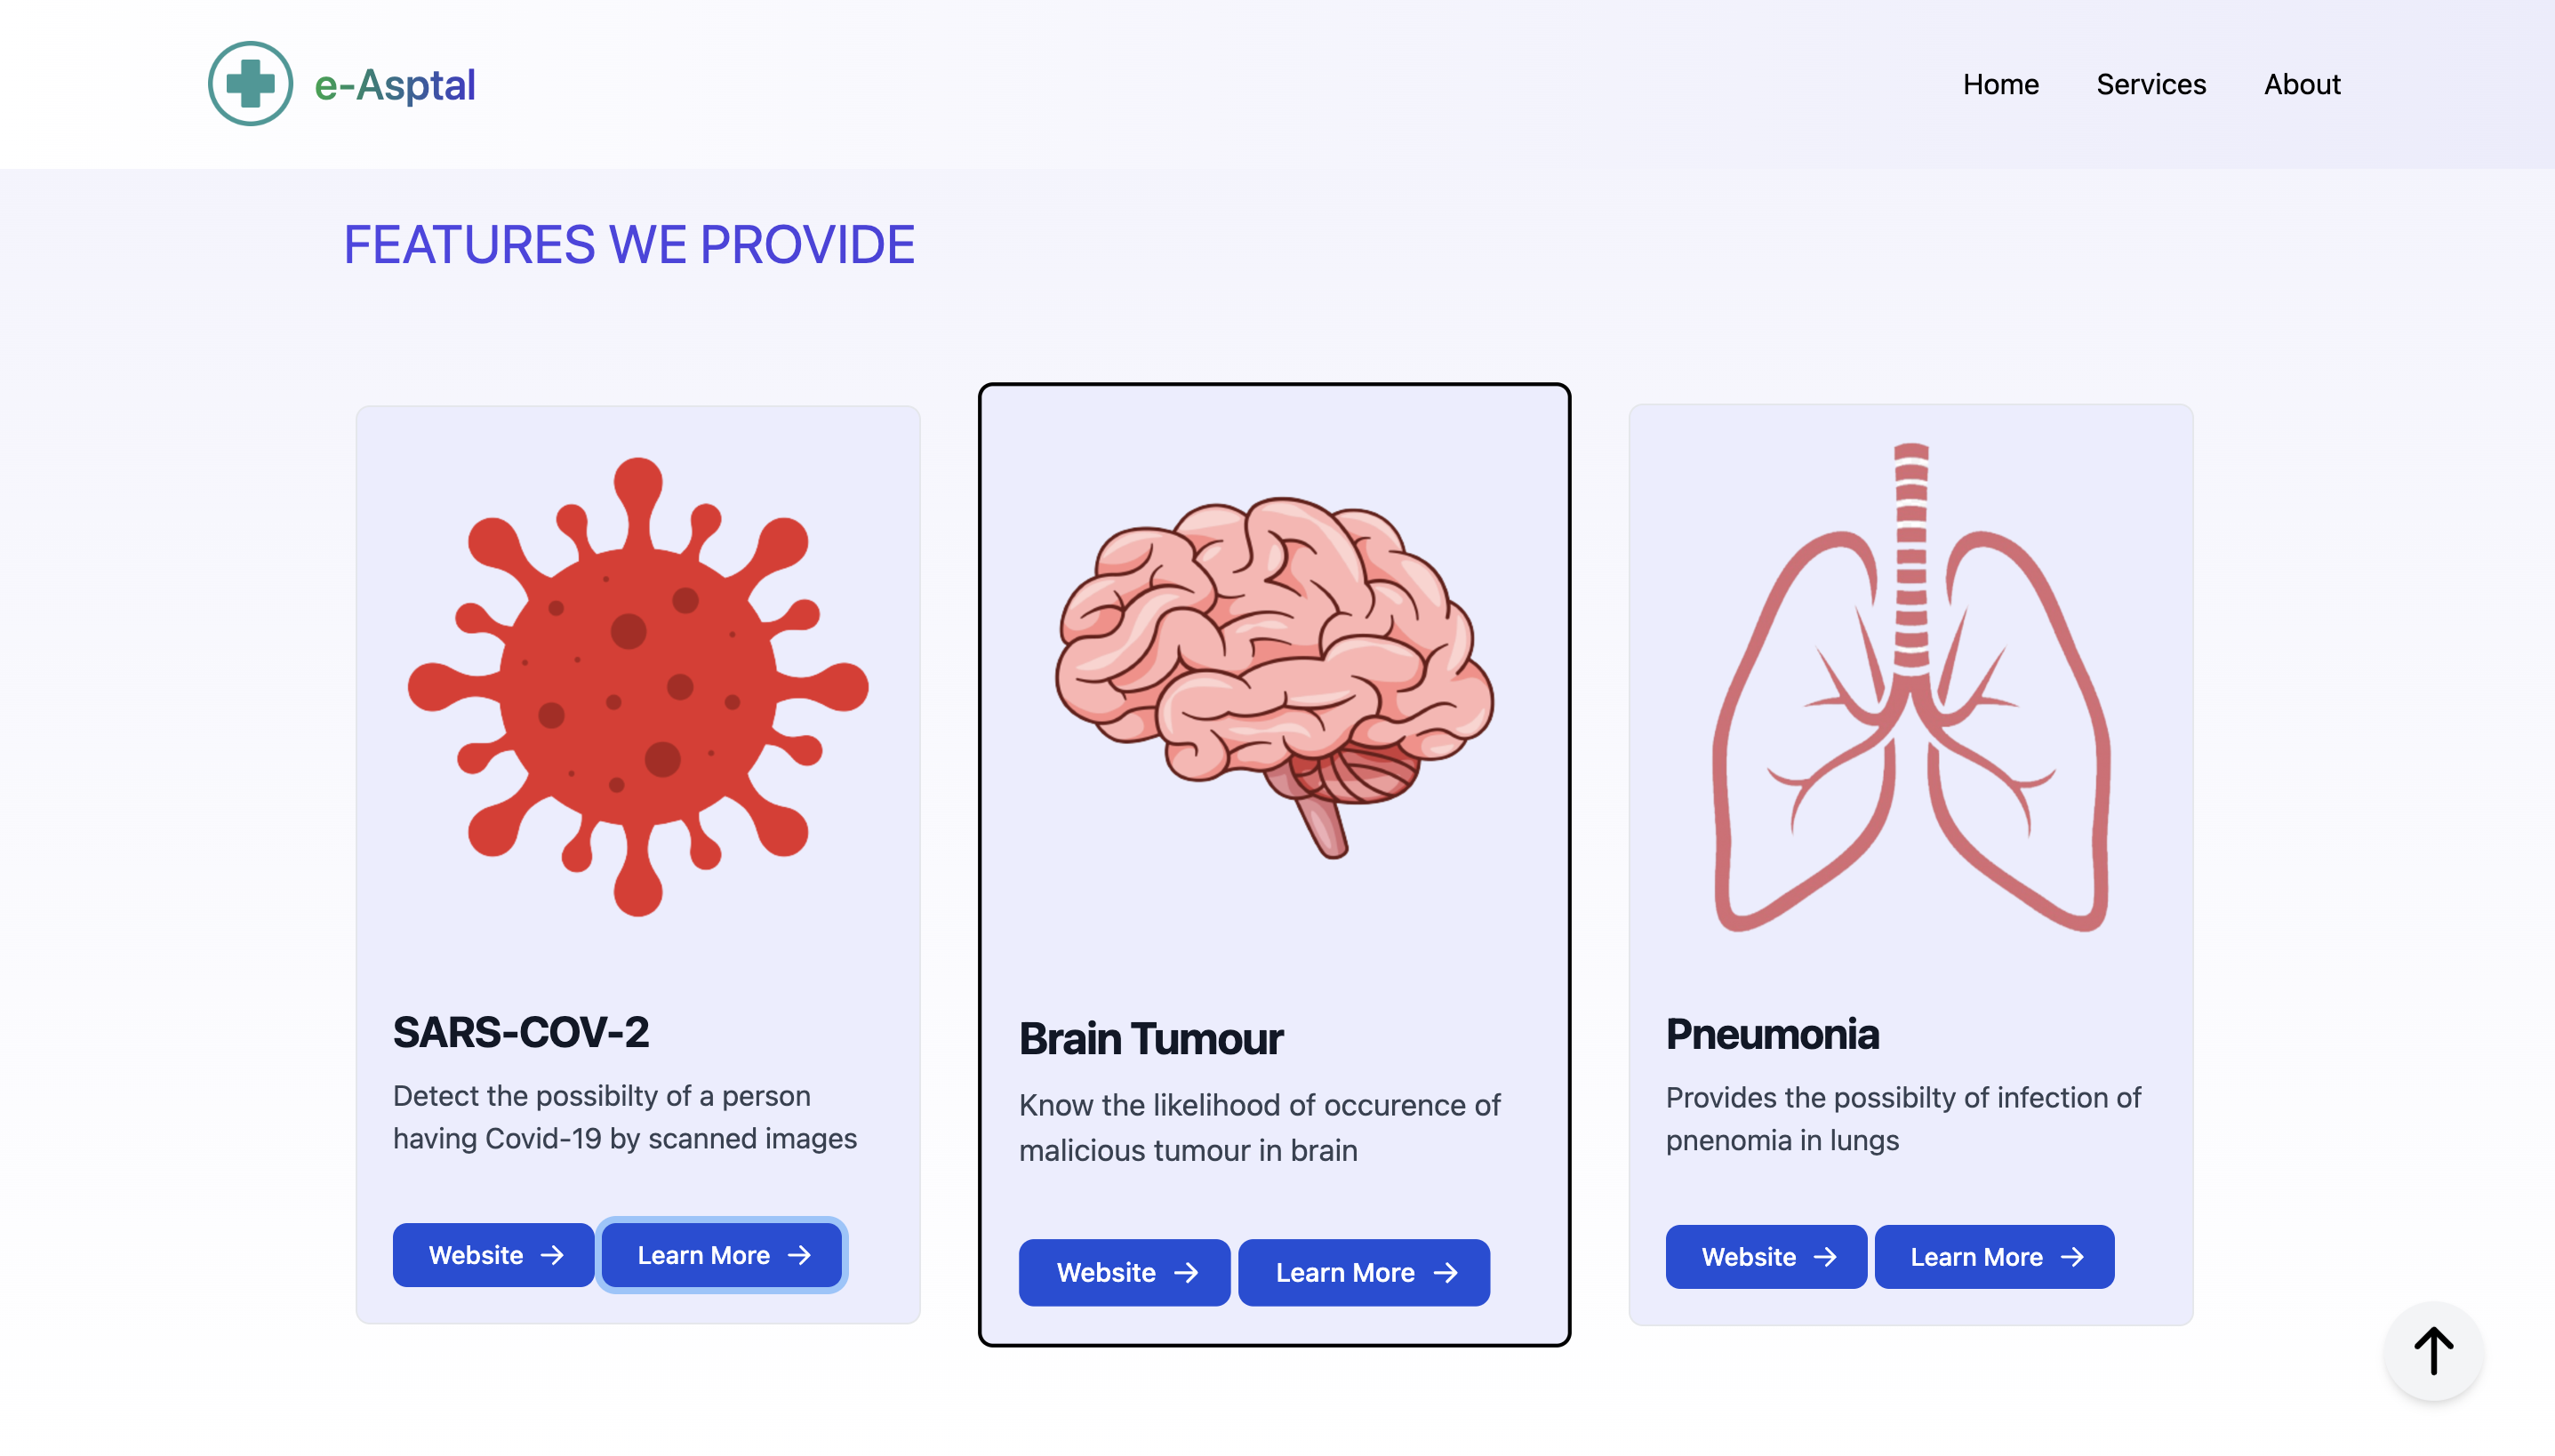 e-Asptal
Home
Services
About
FEATURES WE PROVIDE
SARS-COV-2
Detect the possibilty of a person
having Covid-19 by scanned images
Website
Learn More
Brain Tumour
Know the likelihood of occurence of
malicious tumour in brain
Website
Learn More
Pneumonia
Provides the possibilty of infection of
pnenomia in lungs
Website
Learn More